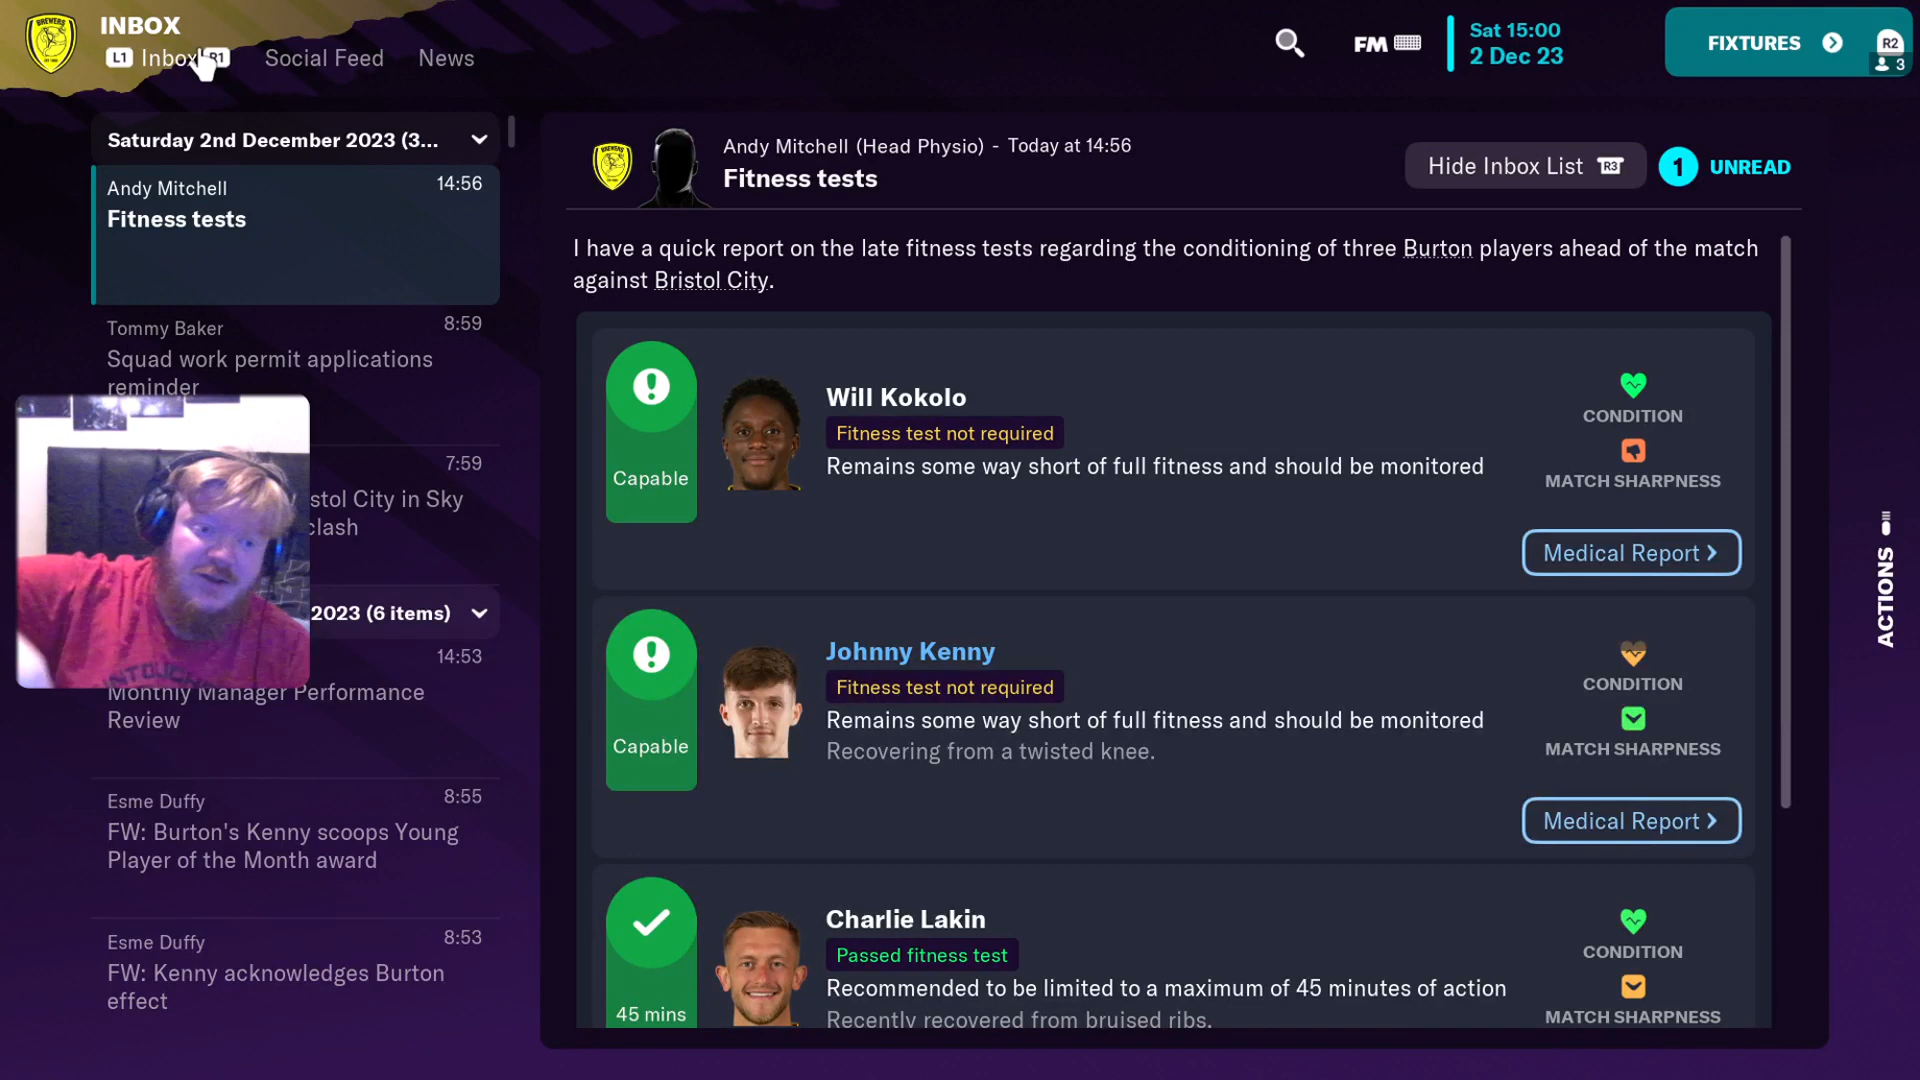 BREWERS
INBOX
L1 Inbox R1 Social Feed News
FM
Sat 15:00
2 Dec 23
FIXTURES R2
3
Saturday 2nd December 2023 (3...
Andy Mitchell 14:56
Fitness tests
Tommy Baker 8:59
Squad work permit applications
reminder
7:59
stol City in Sky
clash
2023 (6 items)
14:53
Monthly Manager Performance
Review
Esme Duffy 8:55
FW: Burton's Kenny scoops Young
Player of the Month award
Esme Duffy 8:53
FW: Kenny acknowledges Burton
effect
BREWERS
Andy Mitchell (Head Physio) - Today at 14:56
Fitness tests
Hide Inbox List R3
1 UNREAD
I have a quick report on the late fitness tests regarding the conditioning of three Burton players ahead of the match
against Bristol City.
Capable
Will Kokolo
Fitness test not required
Remains some way short of full fitness and should be monitored
CONDITION
MATCH SHARPNESS
Medical Report
Capable
Johnny Kenny
Fitness test not required
Remains some way short of full fitness and should be monitored
Recovering from a twisted knee.
CONDITION
MATCH SHARPNESS
Medical Report
45 mins
Charlie Lakin
Passed fitness test
Recommended to be limited to a maximum of 45 minutes of action
Recently recovered from bruised ribs.
CONDITION
MATCH SHARPNESS
ACTIONS